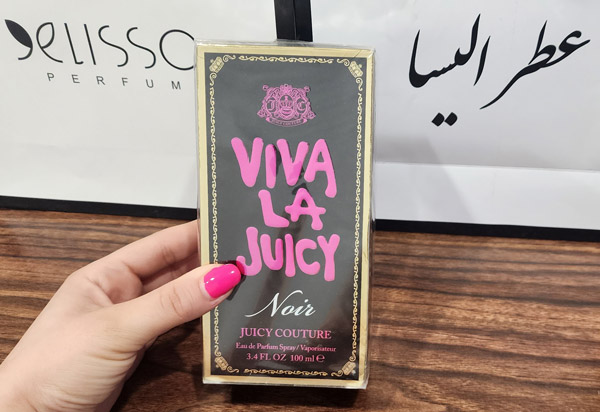 eLISSO
PERFUM
عطر اليسا
VIVA
LA
JUICY
Noir
JUICY COUTURE
Eau de Parfum Spray / Vaporisateur
3.4 FL OZ 100 ml ℮